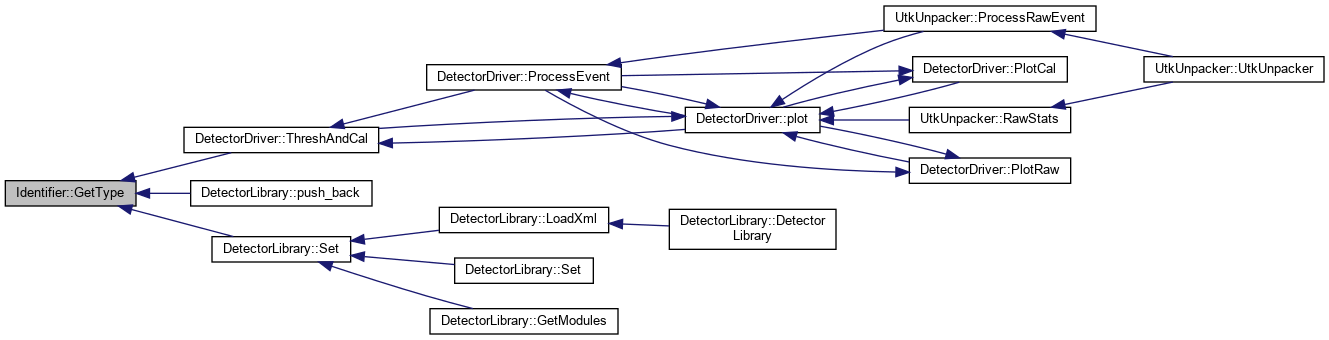 UtkUnpacker::ProcessRawEvent
DetectorDriver::ProcessEvent
DetectorDriver::PlotCal
UtkUnpacker::UtkUnpacker
DetectorDriver::plot
UtkUnpacker::RawStats
DetectorDriver::ThreshAndCal
DetectorDriver::PlotRaw
Identifier::GetType
DetectorLibrary::push_back
DetectorLibrary::LoadXml
DetectorLibrary::Detector
Library
DetectorLibrary::Set
DetectorLibrary::Set
DetectorLibrary::GetModules